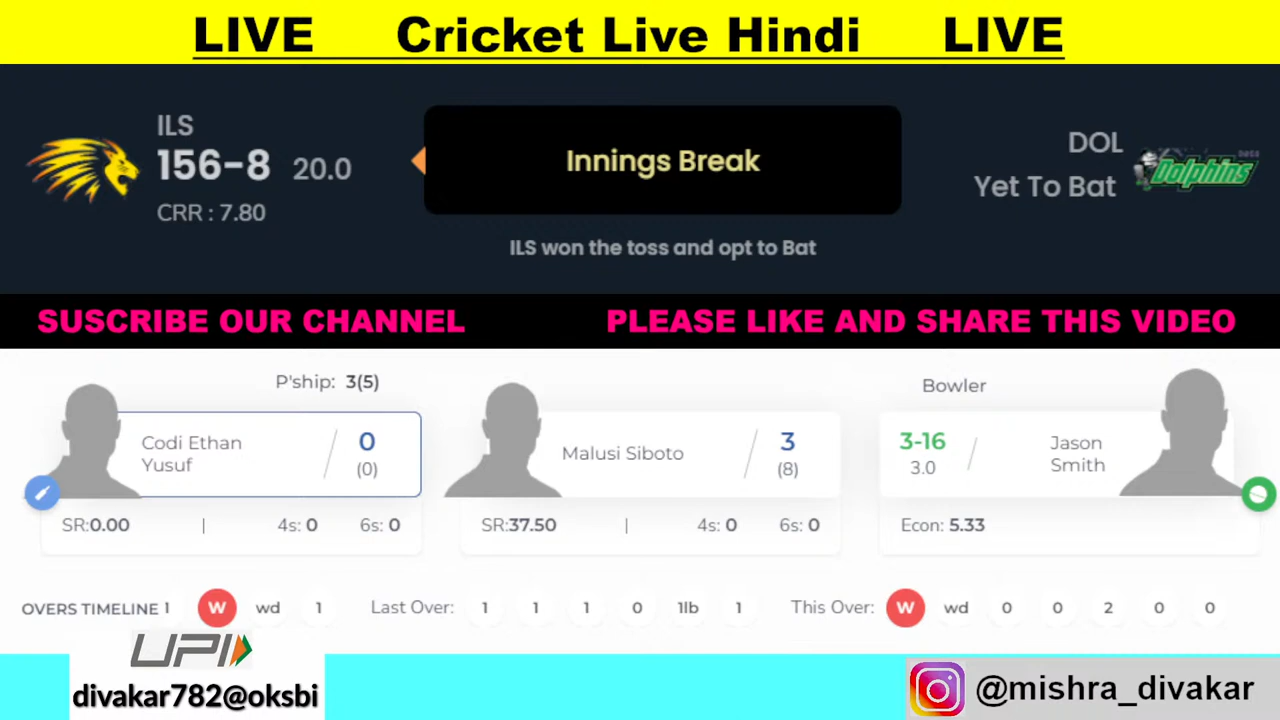 LIVE Cricket Live Hindi LIVE
ILS
156-8 20.0
CRR : 7.80
Innings Break
ILS won the toss and opt to Bat
DOL
Yet To Bat
Dolphins
SUSCRIBE OUR CHANNEL PLEASE LIKE AND SHARE THIS VIDEO
P'ship: 3(5)
Codi Ethan
Yusuf
0
(0)
SR:0.00 | 4s: 0 6s: 0
Malusi Siboto
3
(8)
SR:37.50 | 4s: 0 6s: 0
Bowler
3-16
3.0
Jason
Smith
Econ: 5.33
OVERS TIMELINE 1 W wd 1 Last Over: 1 1 1 0 1lb 1 This Over: W wd 0 0 2 0 0
UPI
divakar782@oksbi
@mishra_divakar